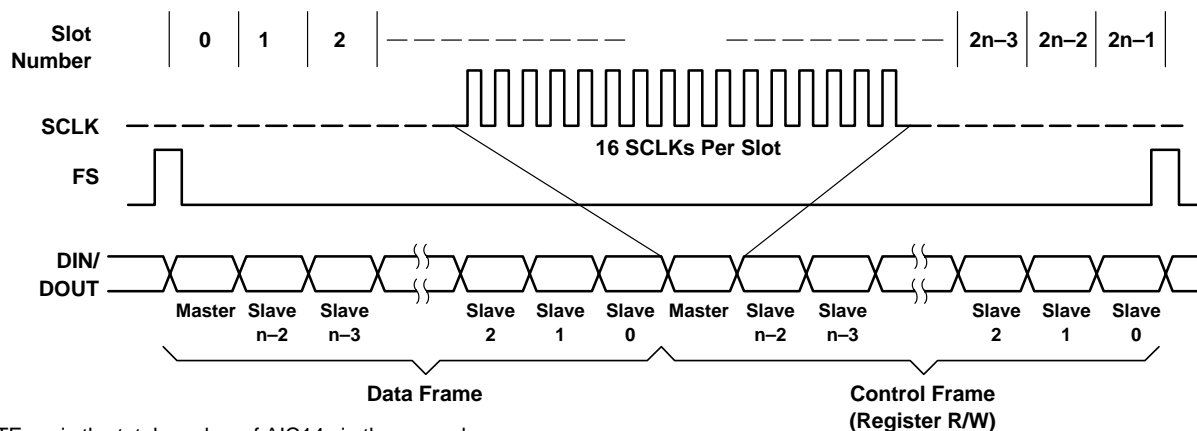 Slot Number 0 1 2 2n–3 2n–2 2n–1
SCLK
16 SCLKs Per Slot
FS
DIN/
DOUT
Master Slave n–2 Slave n–3 Slave 2 Slave 1 Slave 0 Master Slave n–2 Slave n–3 Slave 2 Slave 1 Slave 0
Data Frame
Control Frame
(Register R/W)